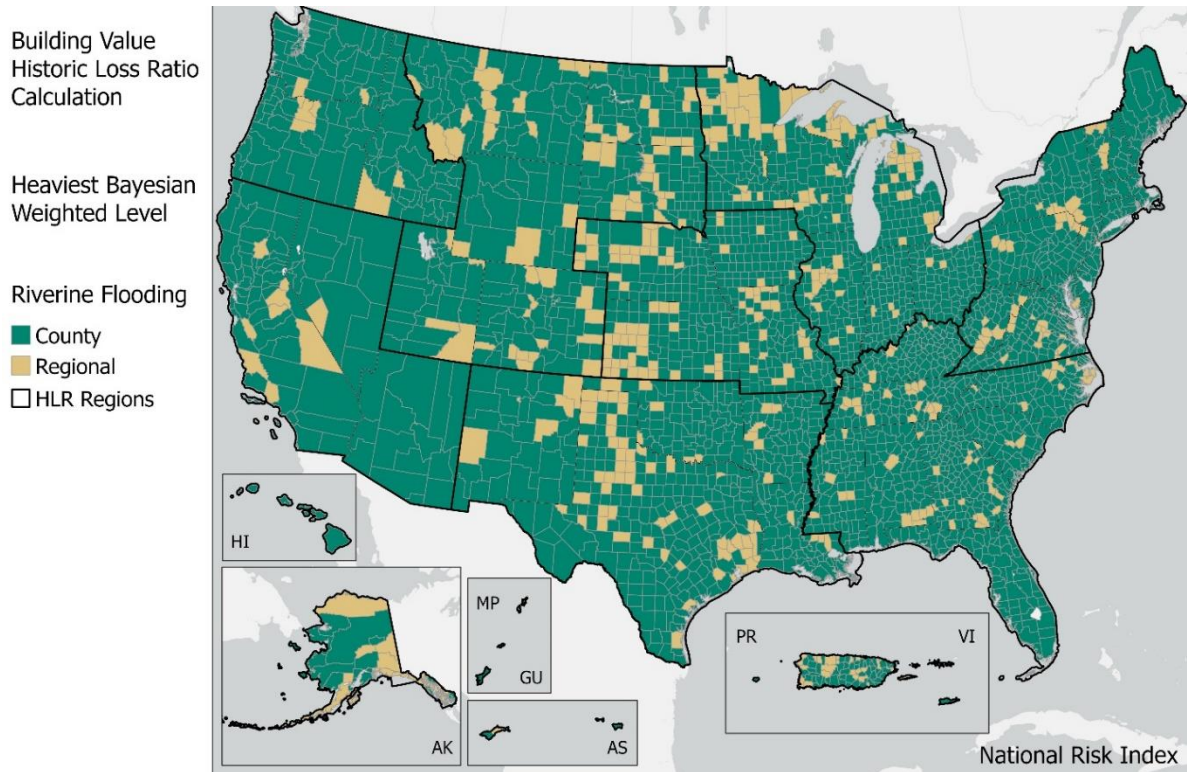 Building Value
Historic Loss Ratio
Calculation
Heaviest Bayesian
Weighted Level
Riverine Flooding
County
Regional
HLR Regions
HI
AK
MP
GU
AS
PR
VI
National Risk Index